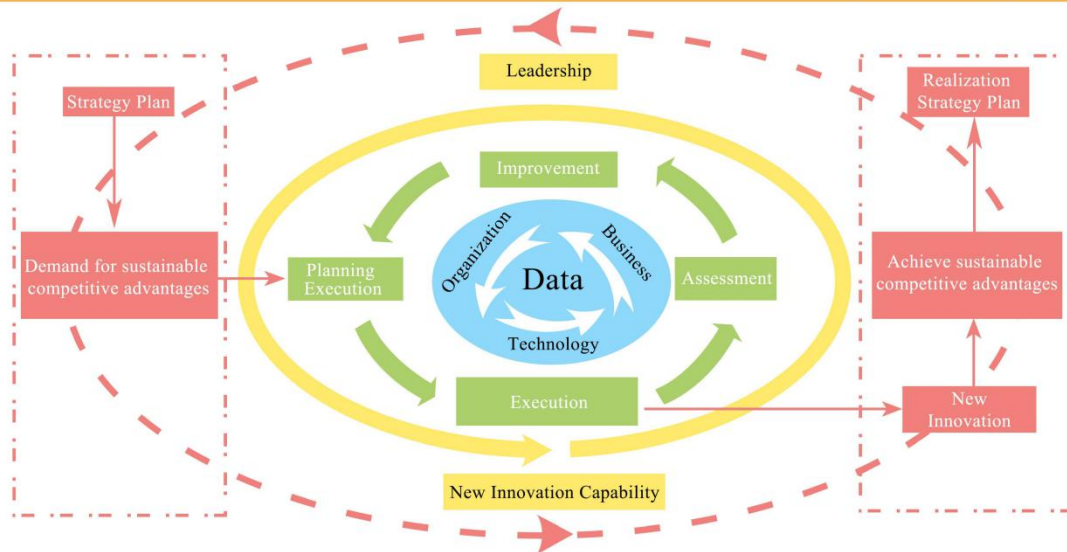 Leadership
Strategy Plan
Realization
Strategy Plan
Improvement
Organization
Business
Demand for sustainable
competitive advantages
Planning
Execution
Data
Assessment
Achieve sustainable
competitive advantages
Technology
Execution
New
Innovation
New Innovation Capability